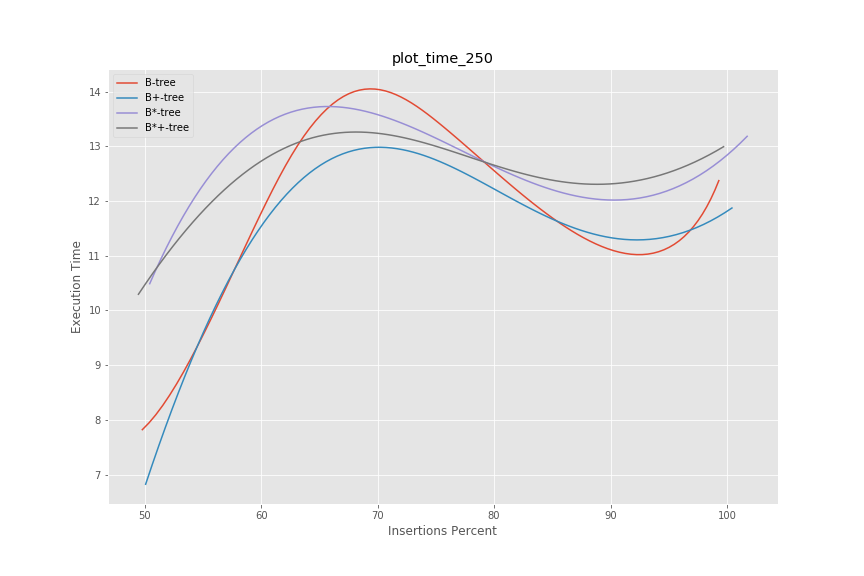 plot_time_250
B-tree
B+-tree
B*-tree
B*+-tree
14
13
12
11
10
9
8
7
Execution Time
50 60 70 80 90 100
Insertions Percent